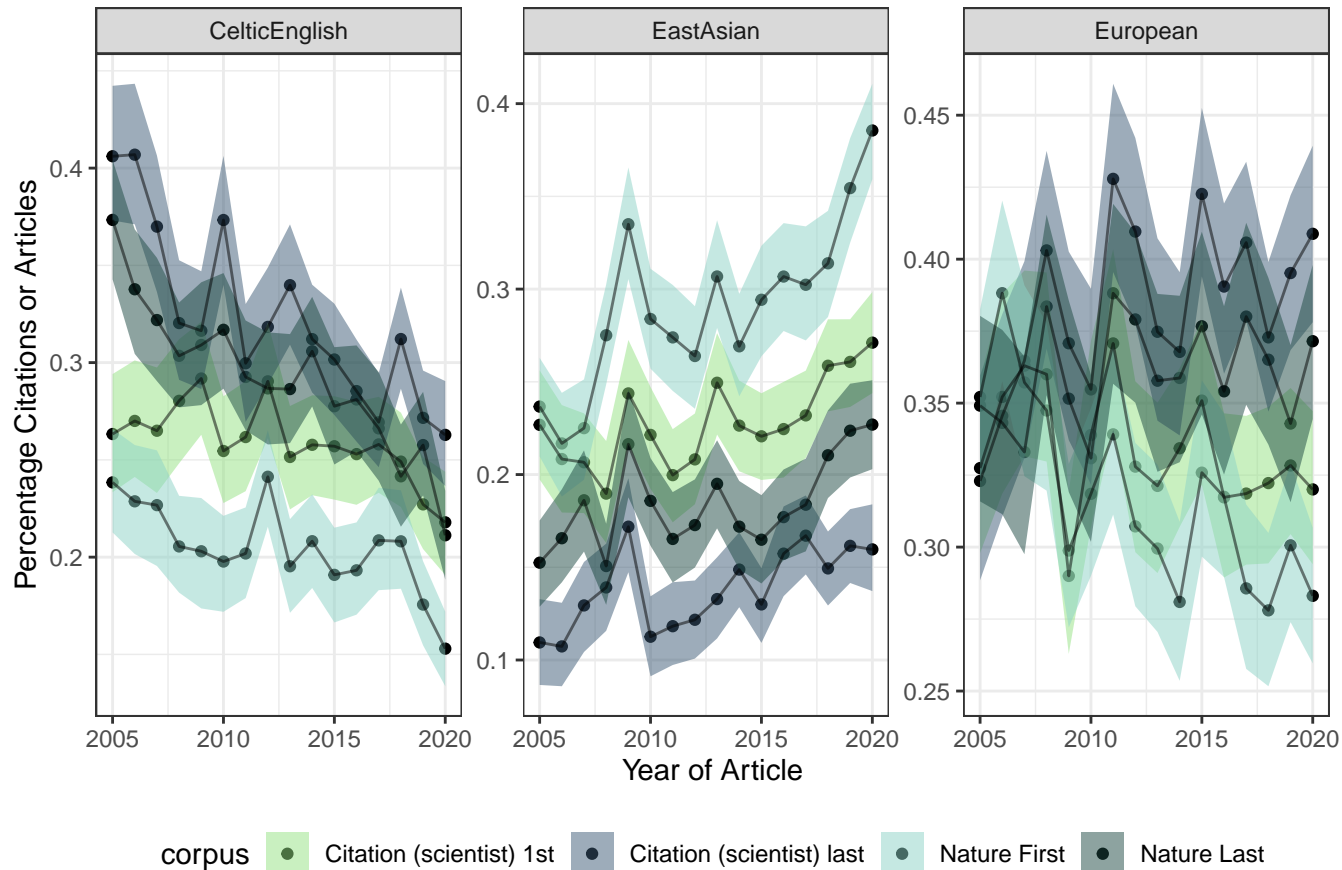 CelticEnglish EastAsian European
Percentage Citations or Articles
0.4
0.3
0.2
0.4
0.3
0.2
0.1
0.45
0.40
0.35
0.30
0.25
2005 2010 2015 2020 2005 2010 2015 2020 2005 2010 2015 2020
Year of Article
corpus Citation (scientist) 1st Citation (scientist) last Nature First Nature Last